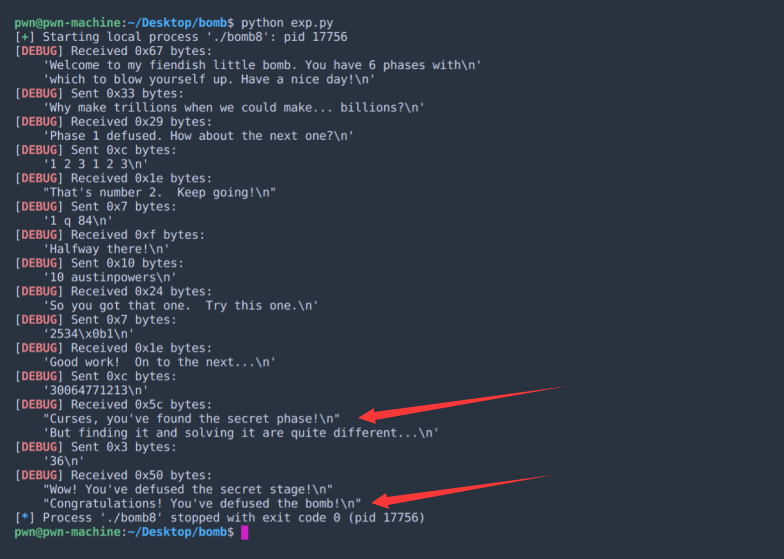 pwn@pwn-machine:~/Desktop/bomb$ python exp.py
[+] Starting local process './bomb8': pid 17756
[DEBUG] Received 0x67 bytes:
    'Welcome to my fiendish little bomb. You have 6 phases with\n'
    'which to blow yourself up. Have a nice day!\n'
[DEBUG] Sent 0x33 bytes:
    'Why make trillions when we could make... billions?\n'
[DEBUG] Received 0x29 bytes:
    'Phase 1 defused. How about the next one?\n'
[DEBUG] Sent 0xc bytes:
    '1 2 3 1 2 3\n'
[DEBUG] Received 0x1e bytes:
    "That's number 2.  Keep going!\n"
[DEBUG] Sent 0x7 bytes:
    '1 q 84\n'
[DEBUG] Received 0xf bytes:
    'Halfway there!\n'
[DEBUG] Sent 0x10 bytes:
    '10 austinpowers\n'
[DEBUG] Received 0x24 bytes:
    'So you got that one.  Try this one.\n'
[DEBUG] Sent 0x7 bytes:
    '2534\x0b1\n'
[DEBUG] Received 0x1e bytes:
    'Good work!  On to the next...\n'
[DEBUG] Sent 0xc bytes:
    '30064771213\n'
[DEBUG] Received 0x5c bytes:
    "Curses, you've found the secret phase!\n"
    'But finding it and solving it are quite different...\n'
[DEBUG] Sent 0x3 bytes:
    '36\n'
[DEBUG] Received 0x50 bytes:
    "Wow! You've defused the secret stage!\n"
    "Congratulations! You've defused the bomb!\n"
[*] Process './bomb8' stopped with exit code 0 (pid 17756)
pwn@pwn-machine:~/Desktop/bomb$